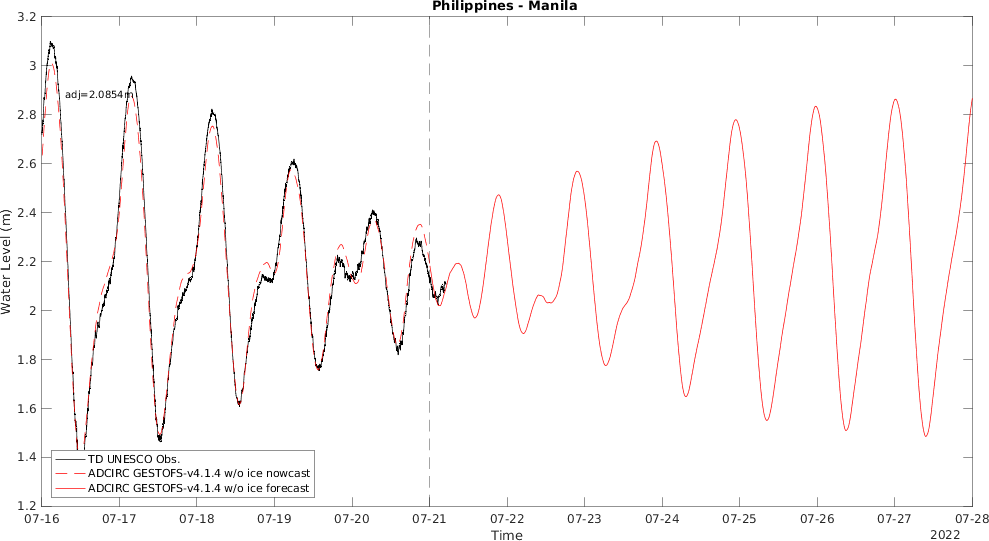 Philippines - Manila
3.2
3
2.8
2.6
2.4
2.2
2
1.8
1.6
1.4
1.2
Water Level (m)
adj=2.0854m
TD UNESCO Obs.
ADCIRC GESTOFS-v4.1.4 w/o ice nowcast
ADCIRC GESTOFS-v4.1.4 w/o ice forecast
07-16 07-17 07-18 07-19 07-20 07-21 07-22 07-23 07-24 07-25 07-26 07-27 07-28
Time
2022